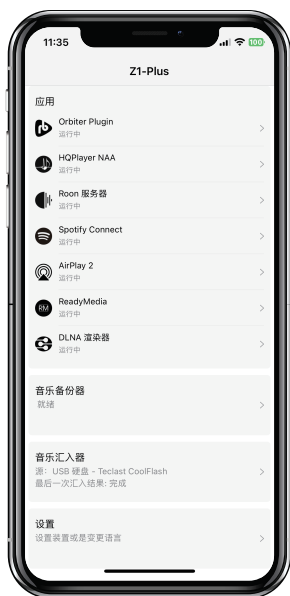 11:35
100
Z1-Plus
应用
Orbiter Plugin
运行中
HQPlayer NAA
运行中
Roon 服务器
运行中
Spotify Connect
运行中
AirPlay 2
运行中
RM
ReadyMedia
运行中
DLNA 渲染器
运行中
音乐备份器
就绪
音乐汇入器
源: USB 硬盘 - Teclast CoolFlash
最后一次汇入结果: 完成
设置
设置装置或是变更语言